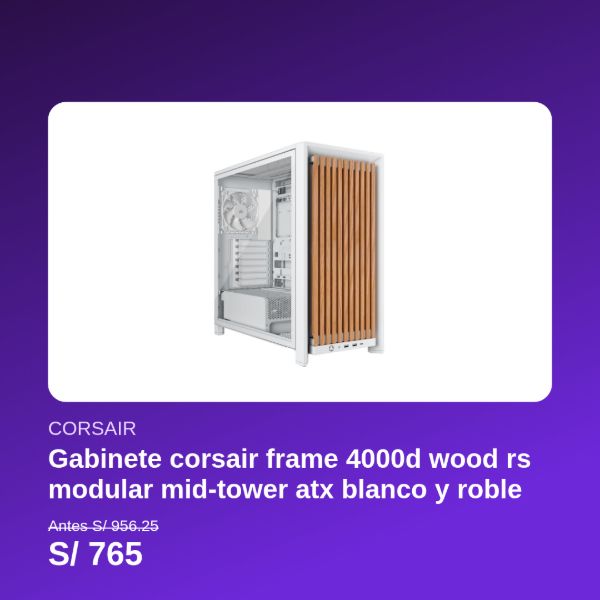 CORSAIR
Gabinete corsair frame 4000d wood rs
modular mid-tower atx blanco y roble
Antes S/ 956.25
S/ 765